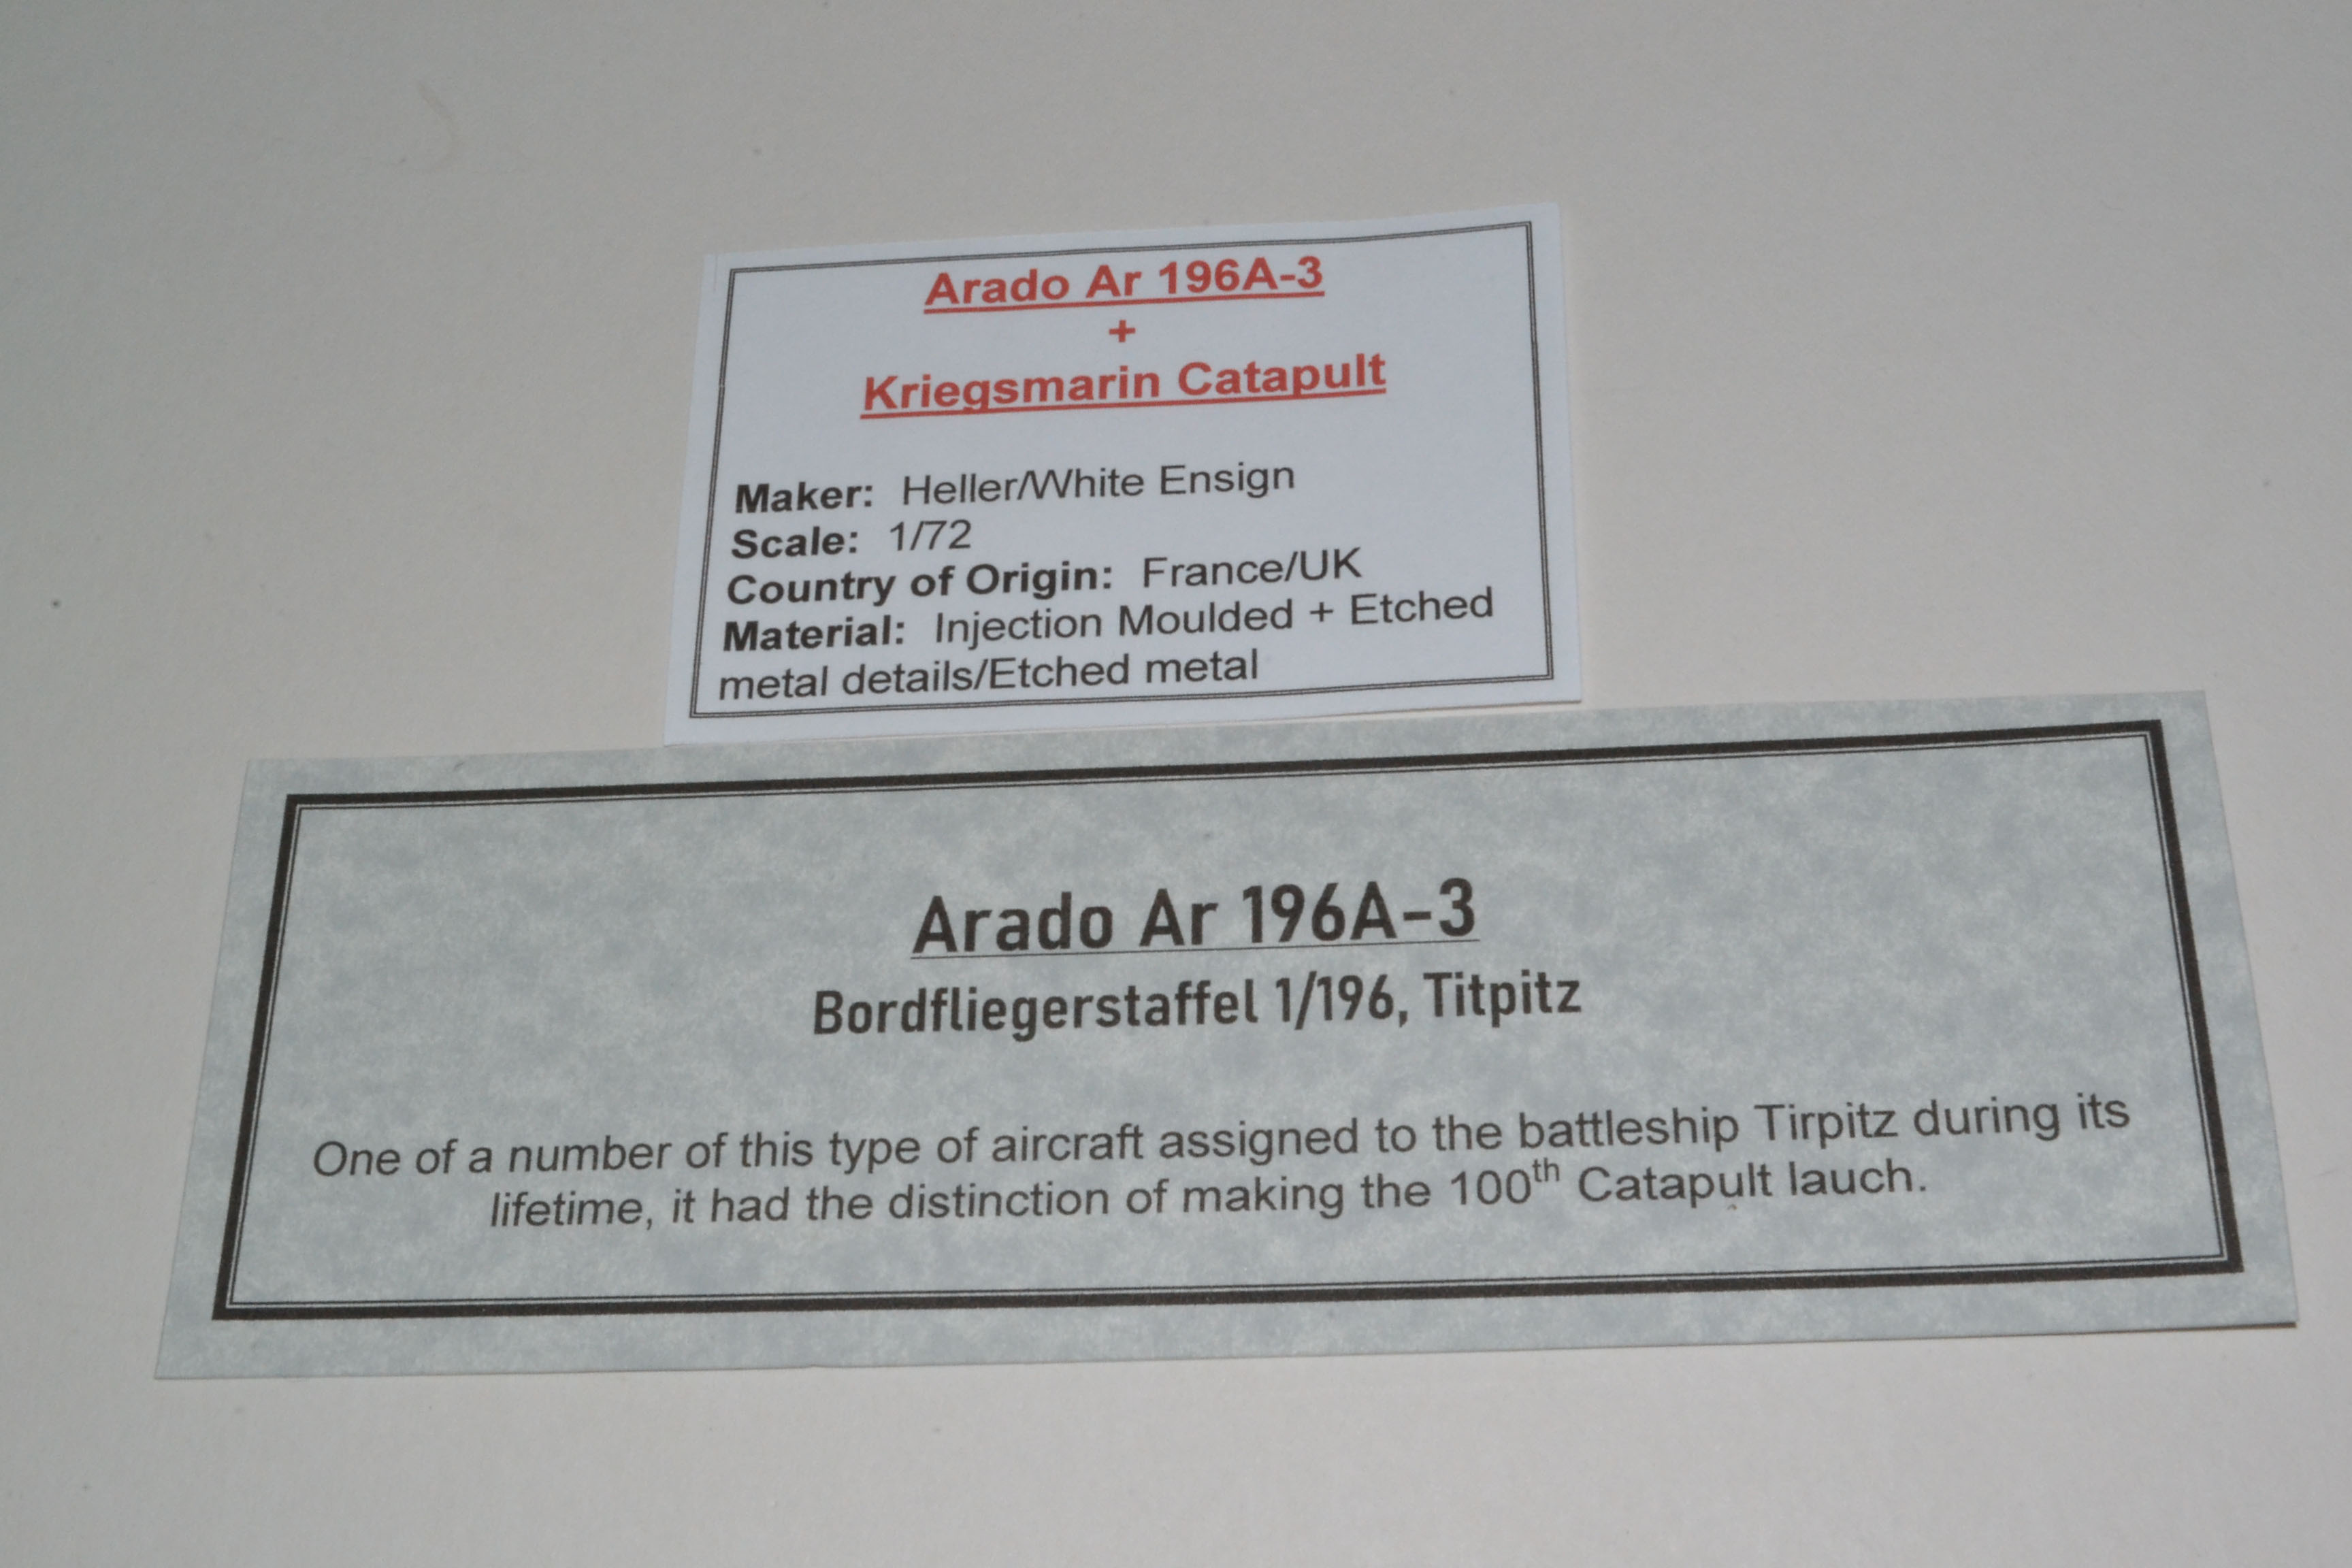 Arado Ar 196A-3
+
Kriegsmarin Catapult
Maker: Heller/White Ensign
Scale: 1/72
Country of Origin: France/UK
Material: Injection Moulded + Etched
metal details/Etched metal
Arado Ar 196A-3
Bordfliegerstaffel 1/196, Titpitz
One of a number of this type of aircraft assigned to the battleship Tirpitz during its
lifetime, it had the distinction of making the 100th Catapult lauch.